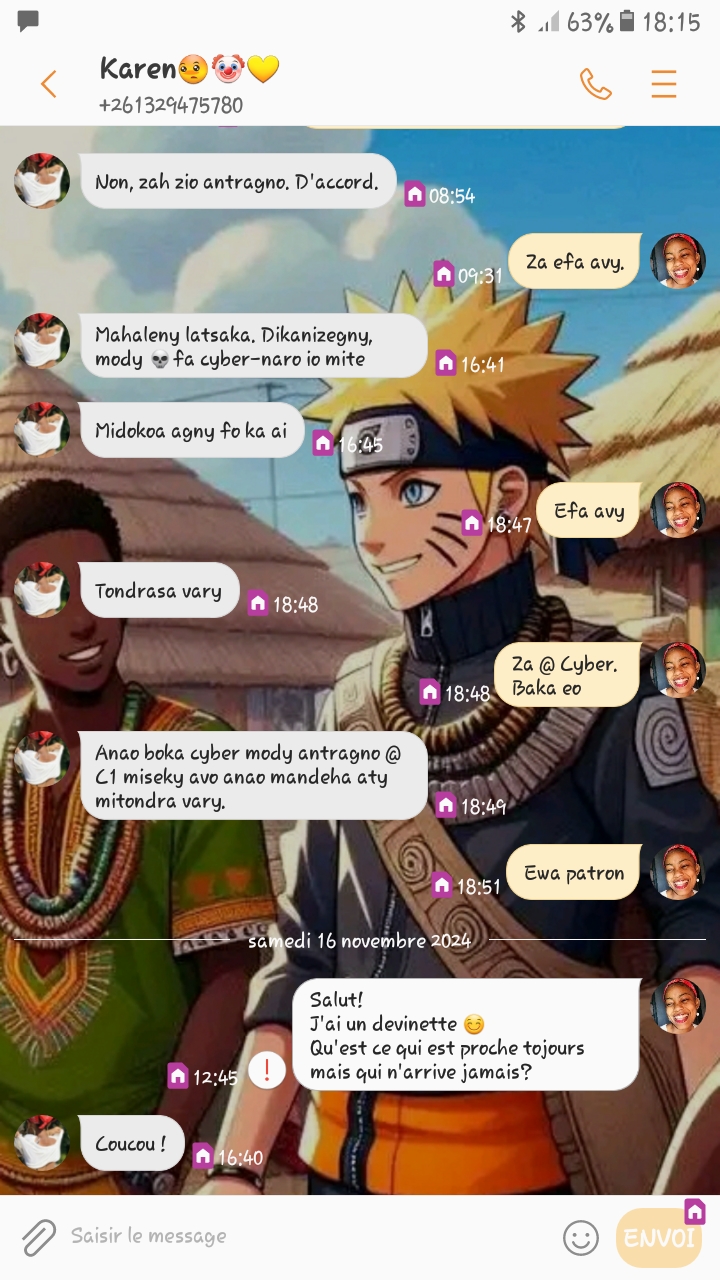 63% 18:15
Karen🥺🤡💛
+261329475780
Non, zah zio antragno. D'accord.
08:54
Za efa avy.
09:31
Mahaleny latsaka. Dikanizegny,
mody 💀fa cyber-naro io mite
16:41
Midokoa agny fo ka ai
16:45
Efa avy
18:47
Tondrasa vary
18:48
Za @ Cyber.
Baka eo
18:48
Anao boka cyber mody antragno @
C1 miseky avo anao mandeha aty
mitondra vary.
18:49
Ewa patron
18:51
samedi 16 novembre 2024
Salut!
J'ai un devinette 😊
Qu'est ce qui est proche tojours
mais qui n'arrive jamais?
12:45
!
Coucou !
16:40
Saisir le message
ENVOI